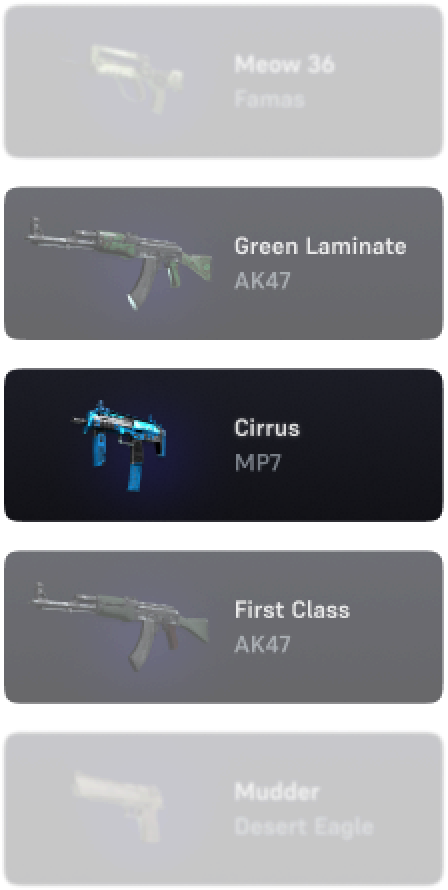 Meow 36
Famas
Green Laminate
AK47
Cirrus
MP7
First Class
AK47
Mudder
Desert Eagle